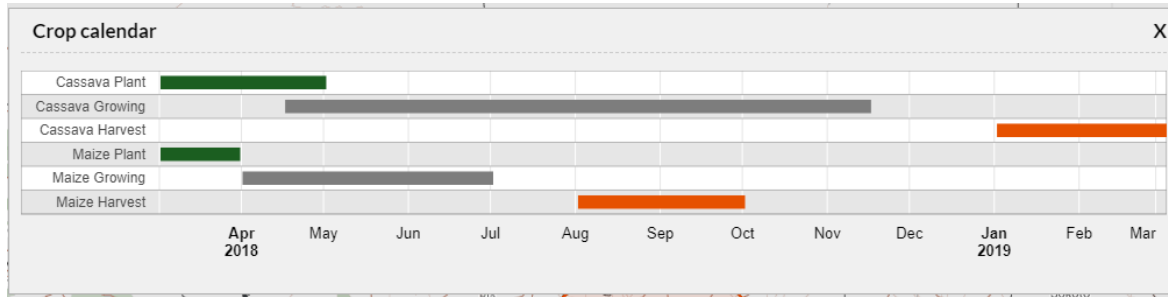 Crop calendar X
Cassava Plant
Cassava Growing
Cassava Harvest
Maize Plant
Maize Growing
Maize Harvest
Apr May Jun Jul Aug Sep Oct Nov Dec Jan Feb Mar
2018 2019